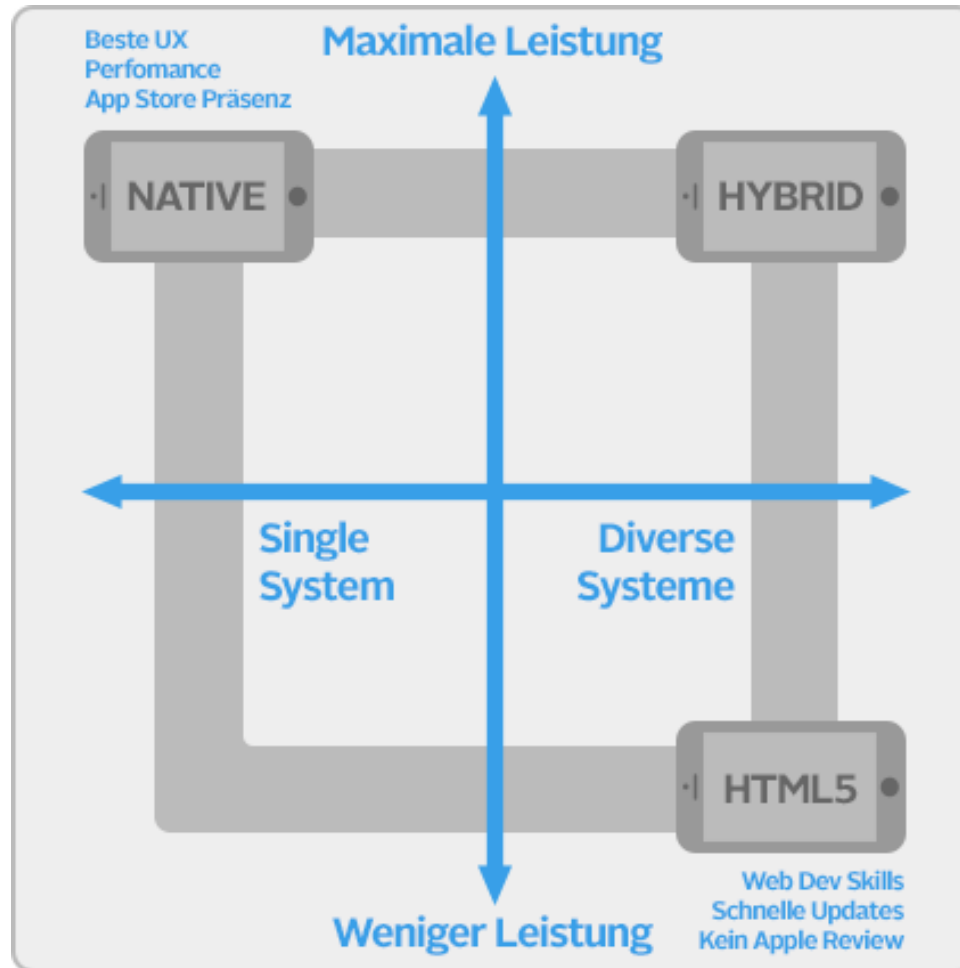 Beste UX
Perfomance
App Store Präsenz
Maximale Leistung
NATIVE
HYBRID
Single
System
Diverse
Systeme
HTML5
Weniger Leistung
Web Dev Skills
Schnelle Updates
Kein Apple Review